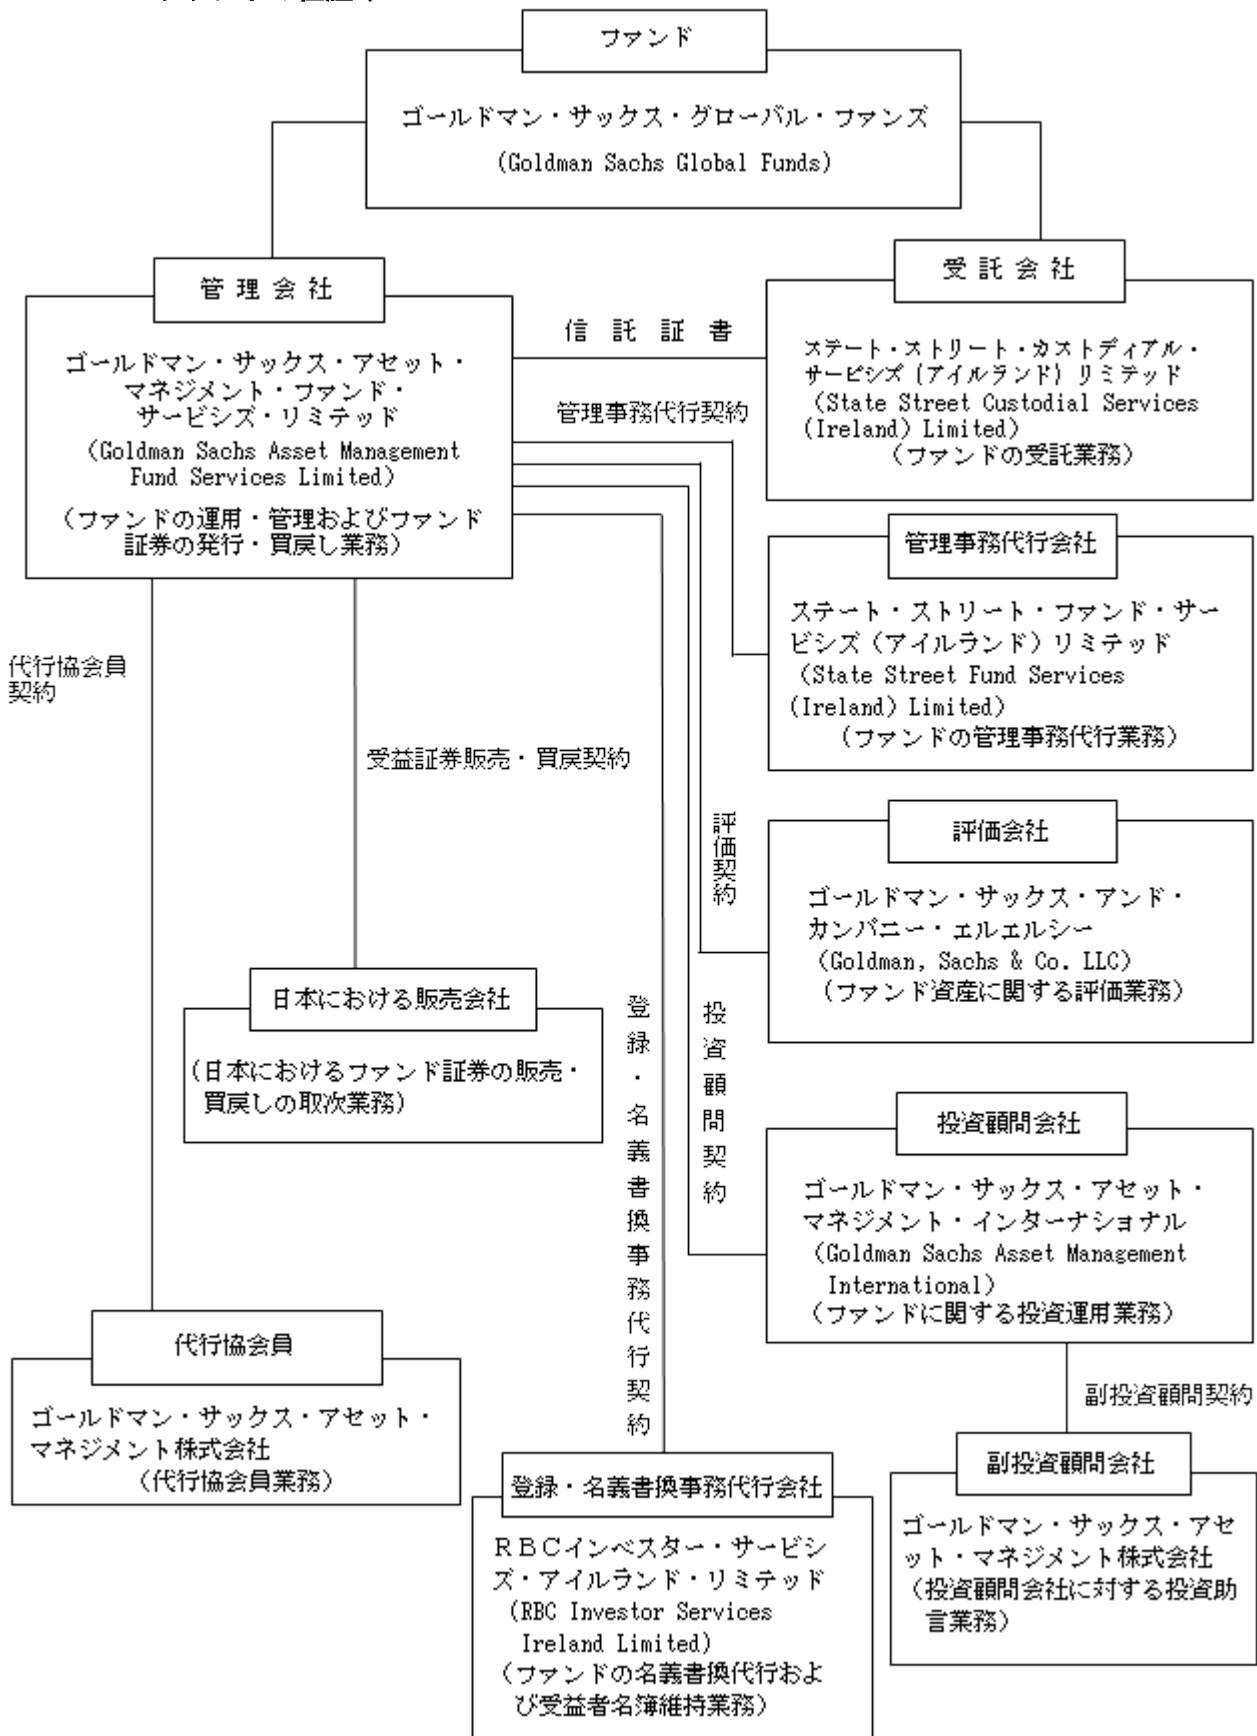 ファンド
ゴールドマン・サックス・グローバル・ファンズ
(Goldman Sachs Global Funds)
管理会社
ゴールドマン・サックス・アセット・
マネジメント・ファンド・
サービシズ・リミテッド
(Goldman Sachs Asset Management
Fund Services Limited)
(ファンドの運用・管理およびファンド
証券の発行・買戻し業務)
信託証書
管理事務代行契約
受託会社
ステート・ストリート・カストディアル・
サービシズ(アイルランド)リミテッド
(State Street Custodial Services
(Ireland) Limited)
(ファンドの受託業務)
管理事務代行会社
ステート・ストリート・ファンド・サー
ビシズ(アイルランド)リミテッド
(State Street Fund Services
(Ireland) Limited)
(ファンドの管理事務代行業務)
代行協会員
契約
受益証券販売・買戻契約
評価契約
評価会社
ゴールドマン・サックス・アンド・
カンパニー・エルエルシー
(Goldman, Sachs & Co. LLC)
(ファンド資産に関する評価業務)
日本における販売会社
(日本におけるファンド証券の販売・
買戻しの取次業務)
登録・名義書換事務代行契約
投資顧問契約
投資顧問会社
ゴールドマン・サックス・アセット・
マネジメント・インターナショナル
(Goldman Sachs Asset Management
International)
(ファンドに関する投資運用業務)
代行協会員
ゴールドマン・サックス・アセット・
マネジメント株式会社
(代行協会員業務)
副投資顧問契約
登録・名義書換事務代行会社
RBCインベスター・サービシ
ズ・アイルランド・リミテッド
(RBC Investor Services
Ireland Limited)
(ファンドの名義書換代行およ
び受益者名簿維持業務)
副投資顧問会社
ゴールドマン・サックス・アセ
ット・マネジメント株式会社
(投資顧問会社に対する投資助
言業務)